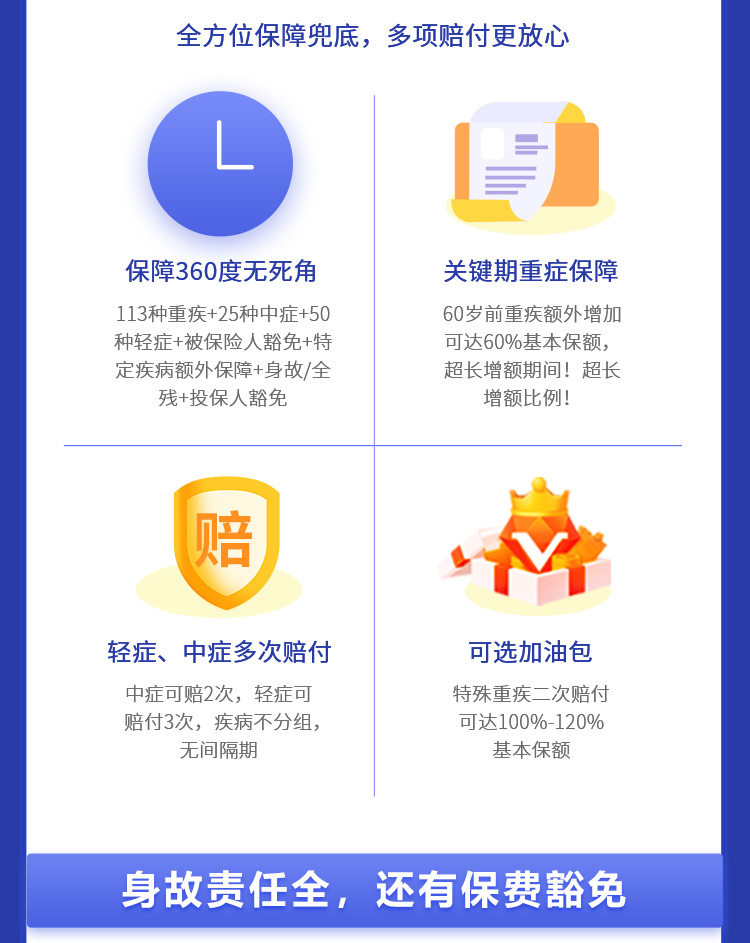 全方位保障兜底，多项赔付更放心
保障360度无死角
113种重疾+25种中症+50
种轻症+被保险人豁免+特
定疾病额外保障+身故/全
残+投保人豁免
关键期重症保障
60岁前重疾额外增加
可达60%基本保额，
超长增额期间！超长
增额比例！
赔
轻症、中症多次赔付
中症可赔2次，轻症可
赔付3次，疾病不分组，
无间隔期
V
可选加油包
特殊重疾二次赔付
可达100%-120%
基本保额
身故责任全，还有保费豁免